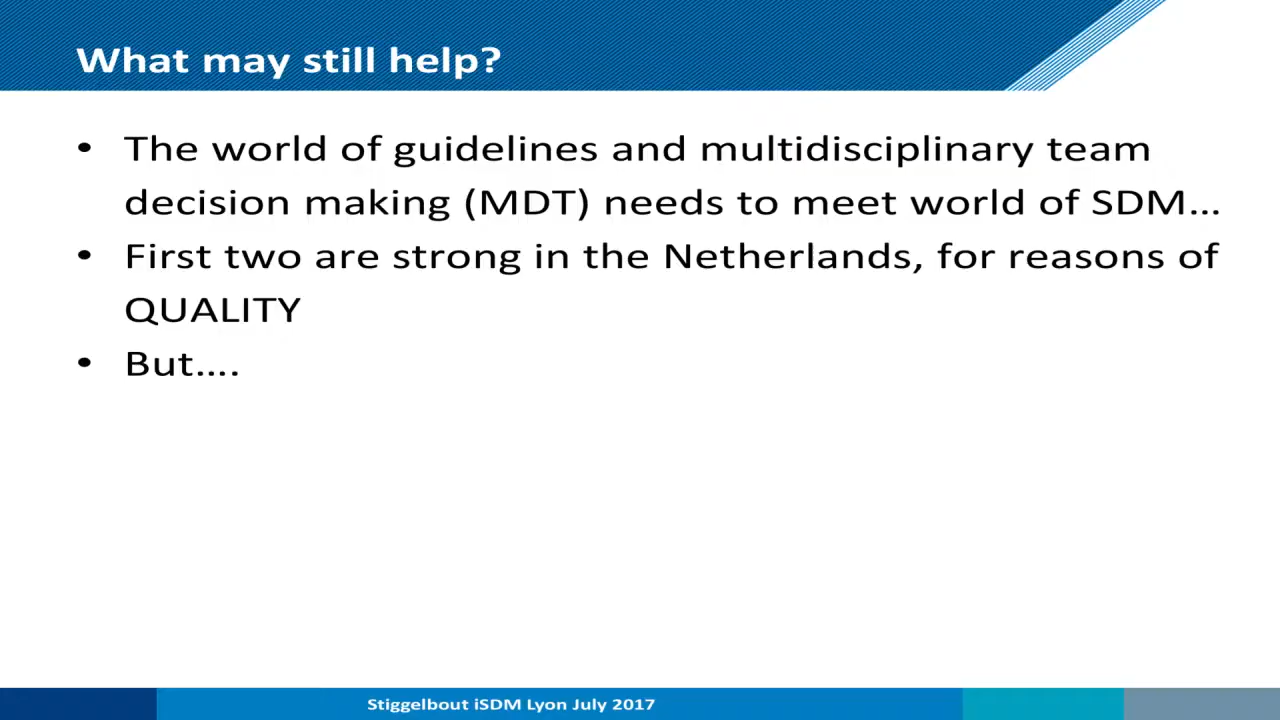 What may still help?
• The world of guidelines and multidisciplinary team
decision making (MDT) needs to meet world of SDM...
• First two are strong in the Netherlands, for reasons of
QUALITY
• But....
Stiggelbout iSDM Lyon July 2017